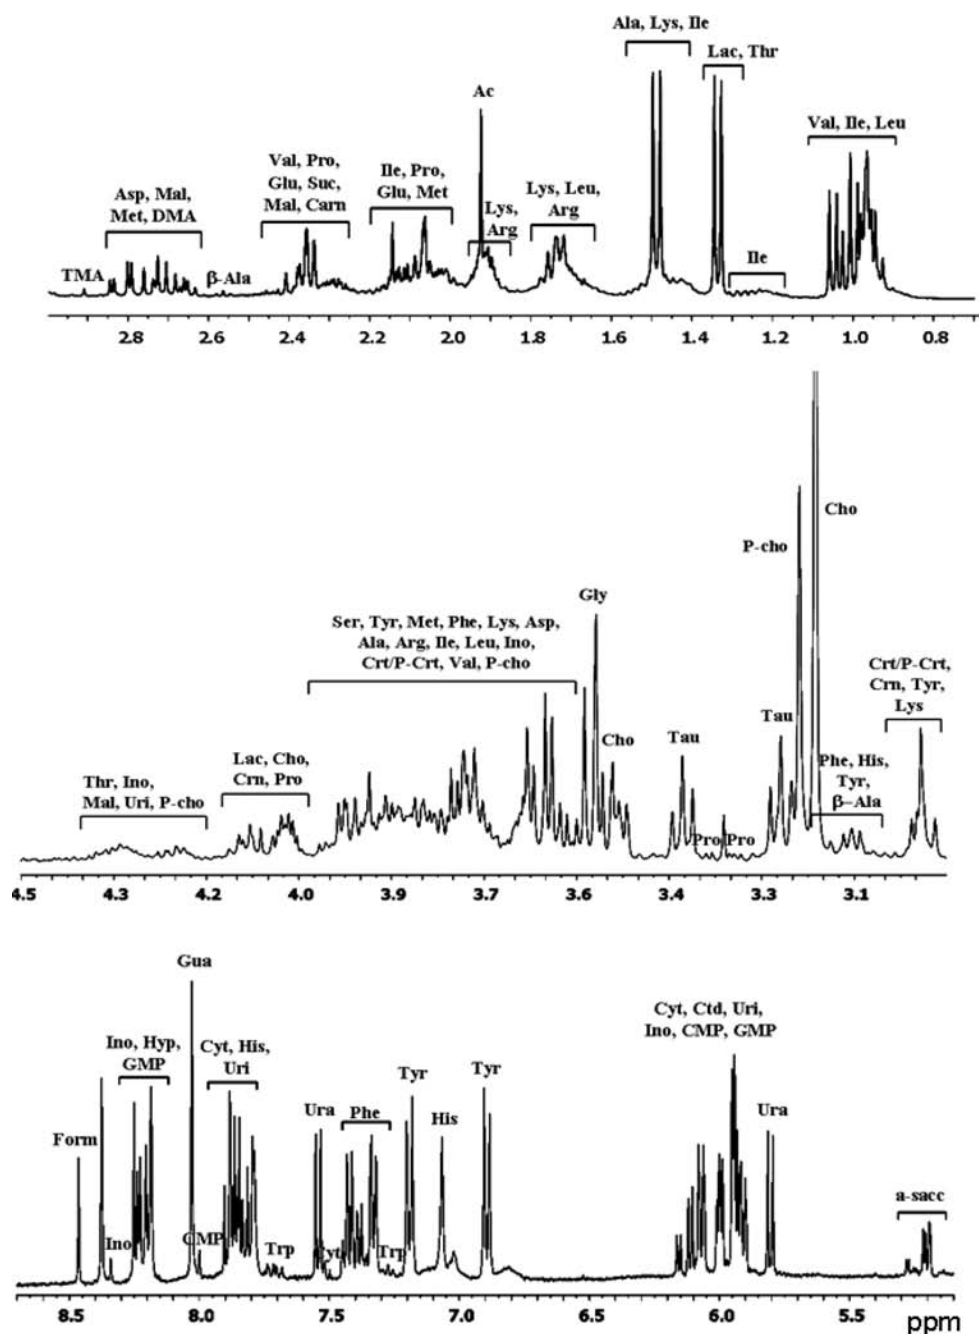 Ala, Lys, Ile
Lac, Thr
Ac
Val, Ile, Leu
Val, Pro,
Glu, Suc,
Mal, Carn
Ile, Pro,
Glu, Met
Lys, Leu,
Arg
Asp, Mal,
Met, DMA
Lys,
Arg
TMA
β-Ala
Ile
2.8 2.6 2.4 2.2 2.0 1.8 1.6 1.4 1.2 1.0 0.8
Cho
P-cho
Gly
Ser, Tyr, Met, Phe, Lys, Asp,
Ala, Arg, Ile, Leu, Ino,
Crt/P-Crt, Val, P-cho
Crt/P-Crt,
Crn, Tyr,
Lys
Tau
Cho
Tau
Lac, Cho,
Crn, Pro
Phe, His,
Tyr,
β-Ala
Thr, Ino,
Mal, Uri, P-cho
Pro
Pro
4.5 4.3 4.2 4.1 3.9 3.8 3.7 3.6 3.4 3.3 3.1
Gua
Cyt, Ctd, Uri,
Ino, CMP, GMP
Ino, Hyp,
GMP
Cyt, His,
Uri
Tyr
Tyr
Ura
Phe
His
Ura
Form
a-sacc
Ino
CMP
Trp
Cyt
Trp
8.5 8.0 7.5 7.0 6.5 6.0 5.5
ppm